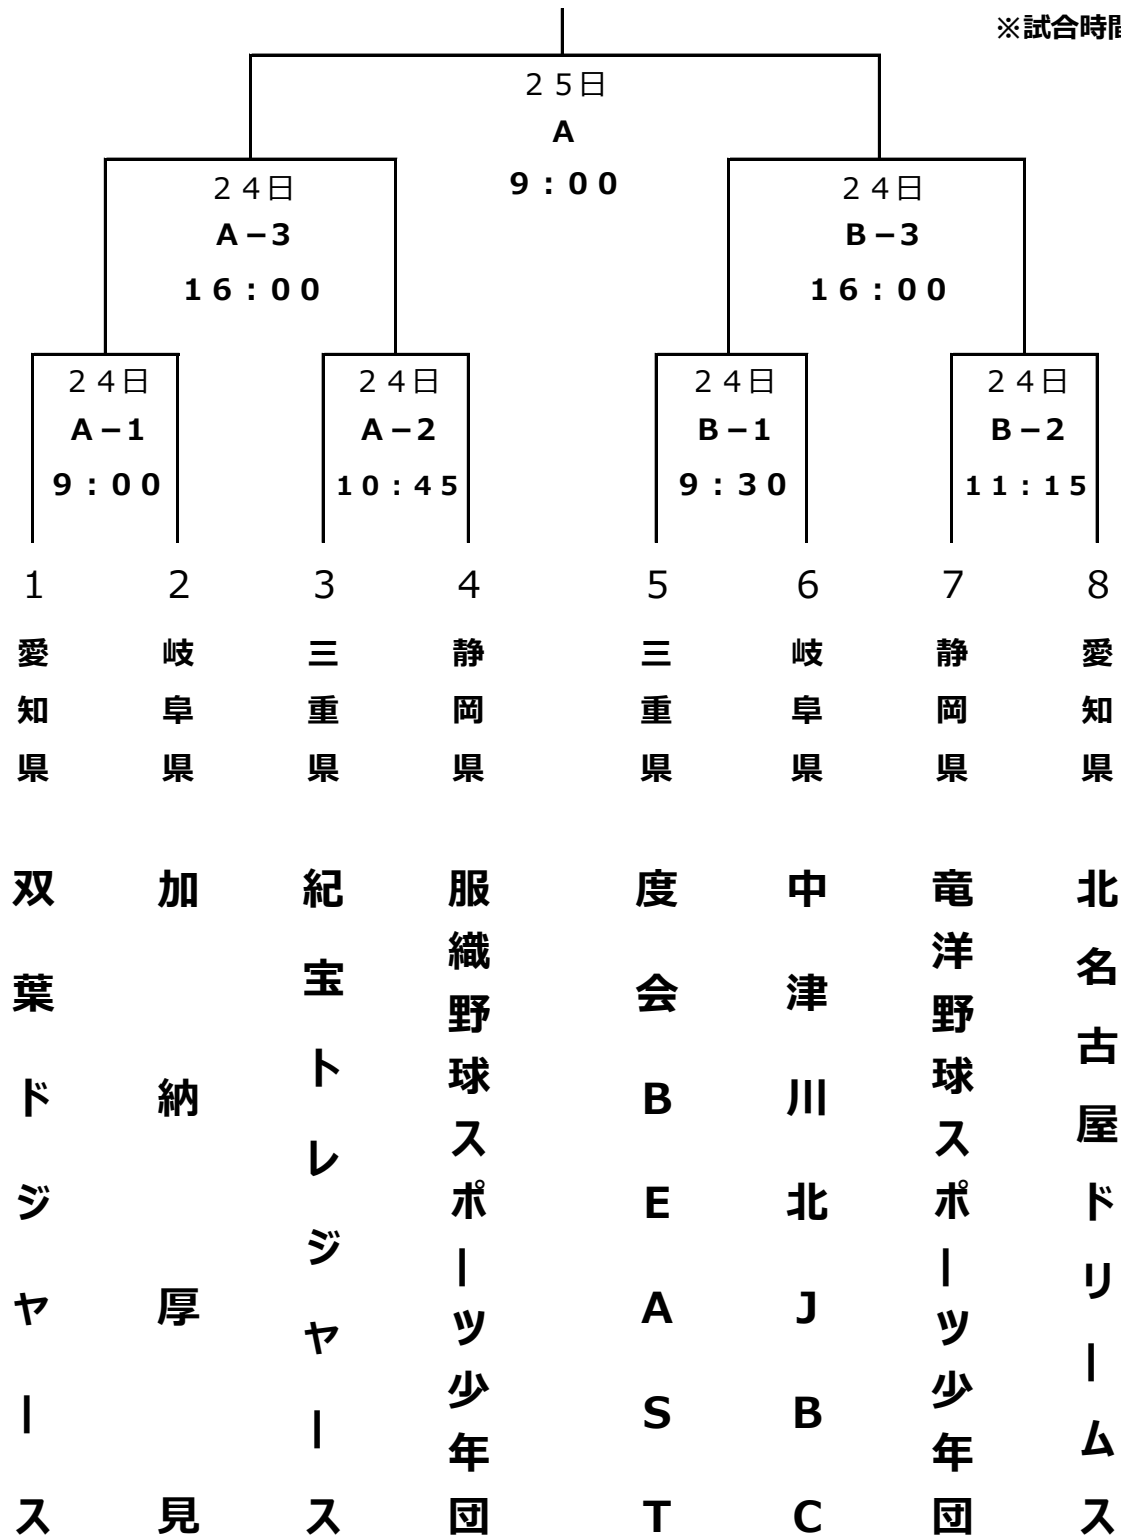 ※試合時間
２５日
A
９：００
２４日
A－３
１６：００
２４日
B－３
１６：００
２４日
A－１
９：００
２４日
A－２
１０：４５
２４日
B－１
９：３０
２４日
B－２
１１：１５
1 2 3 4 5 6 7 8
愛知県
岐阜県
三重県
静岡県
三重県
岐阜県
静岡県
愛知県
双葉ドジャース
加納厚見
紀宝トレジャース
服織野球スポーツ少年団
度会BEAST
中津川北JBC
竜洋野球スポーツ少年団
北名古屋ドリームス